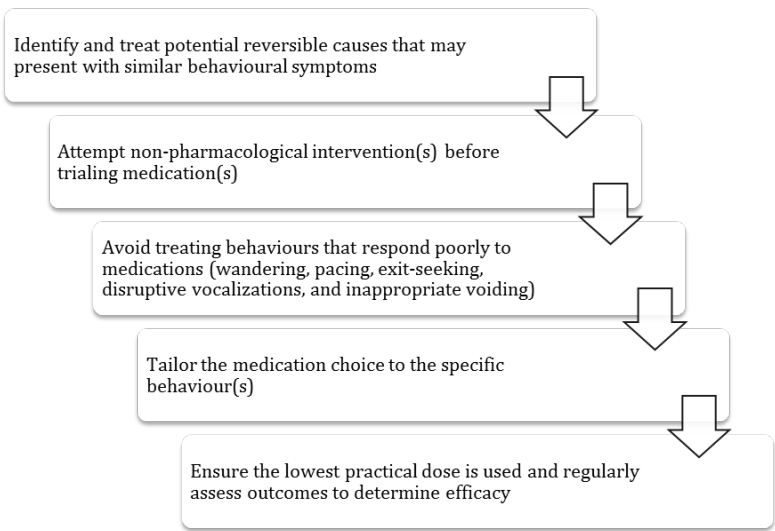 Identify and treat potential reversible causes that may
present with similar behavioural symptoms
Attempt non-pharmacological intervention(s) before
trialing medication(s)
Avoid treating behaviours that respond poorly to
medications (wandering, pacing, exit-seeking,
disruptive vocalizations, and inappropriate voiding)
Tailor the medication choice to the specific
behaviour(s)
Ensure the lowest practical dose is used and regularly
assess outcomes to determine efficacy